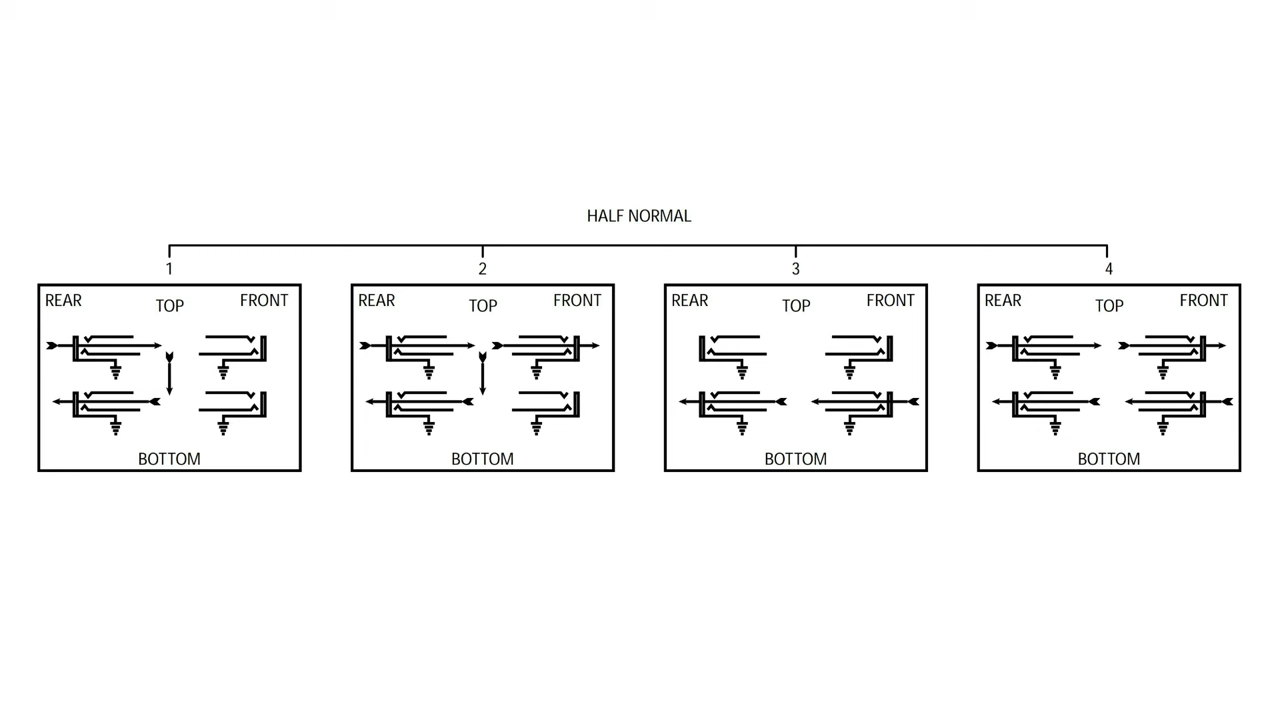 HALF NORMAL
1 2 3 4
REAR TOP FRONT REAR TOP FRONT REAR TOP FRONT REAR TOP FRONT
BOTTOM BOTTOM BOTTOM BOTTOM